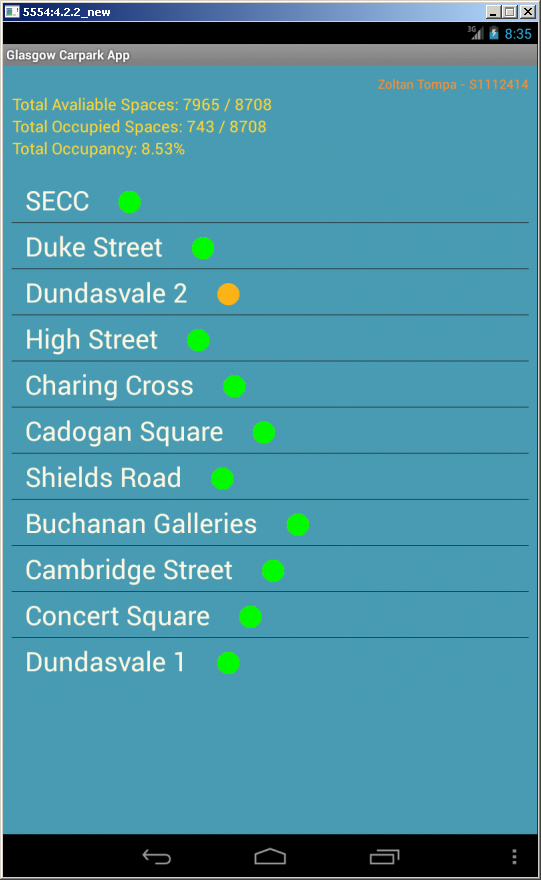 5554:4.2.2_new
3G 8:35
Glasgow Carpark App
Zoltan Tompa - S1112414
Total Avaliable Spaces: 7965 / 8708
Total Occupied Spaces: 743 / 8708
Total Occupancy: 8.53%
SECC
Duke Street
Dundasvale 2
High Street
Charing Cross
Cadogan Square
Shields Road
Buchanan Galleries
Cambridge Street
Concert Square
Dundasvale 1